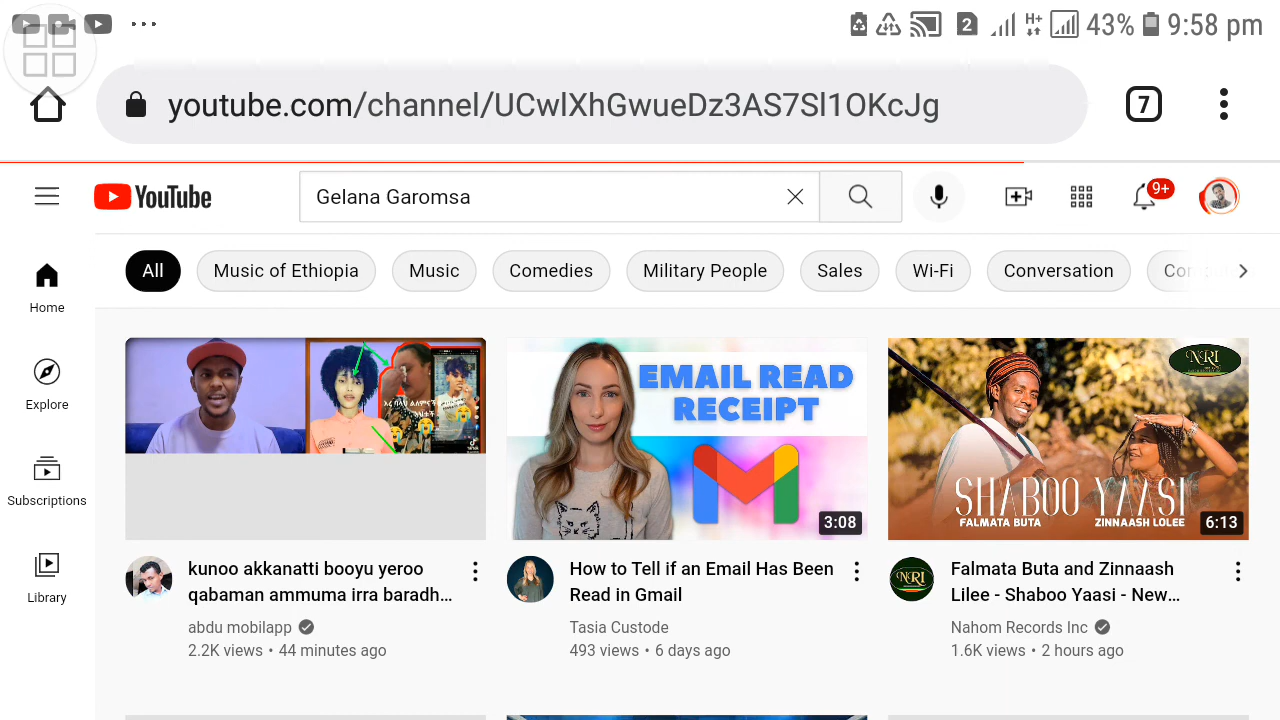 2 H+ 43% 9:58 pm
youtube.com/channel/UCwlXhGwueDz3AS7Sl1OKcJg
7
YouTube
Gelana Garomsa
9+
All
Music of Ethiopia
Music
Comedies
Military People
Sales
Wi-Fi
Conversation
Home
Explore
Subscriptions
Library
EMAIL READ
RECEIPT
3:08
NRI
SHABOO YAASI
FALMATA BUTA ZINNAASH LOLEE
6:13
kunoo akkanatti booyu yeroo
qabaman ammuma irra baradh...
abdu mobilapp
2.2K views • 44 minutes ago
How to Tell if an Email Has Been
Read in Gmail
Tasia Custode
493 views • 6 days ago
NRI
Falmata Buta and Zinnaash
Lilee - Shaboo Yaasi - New...
Nahom Records Inc
1.6K views • 2 hours ago